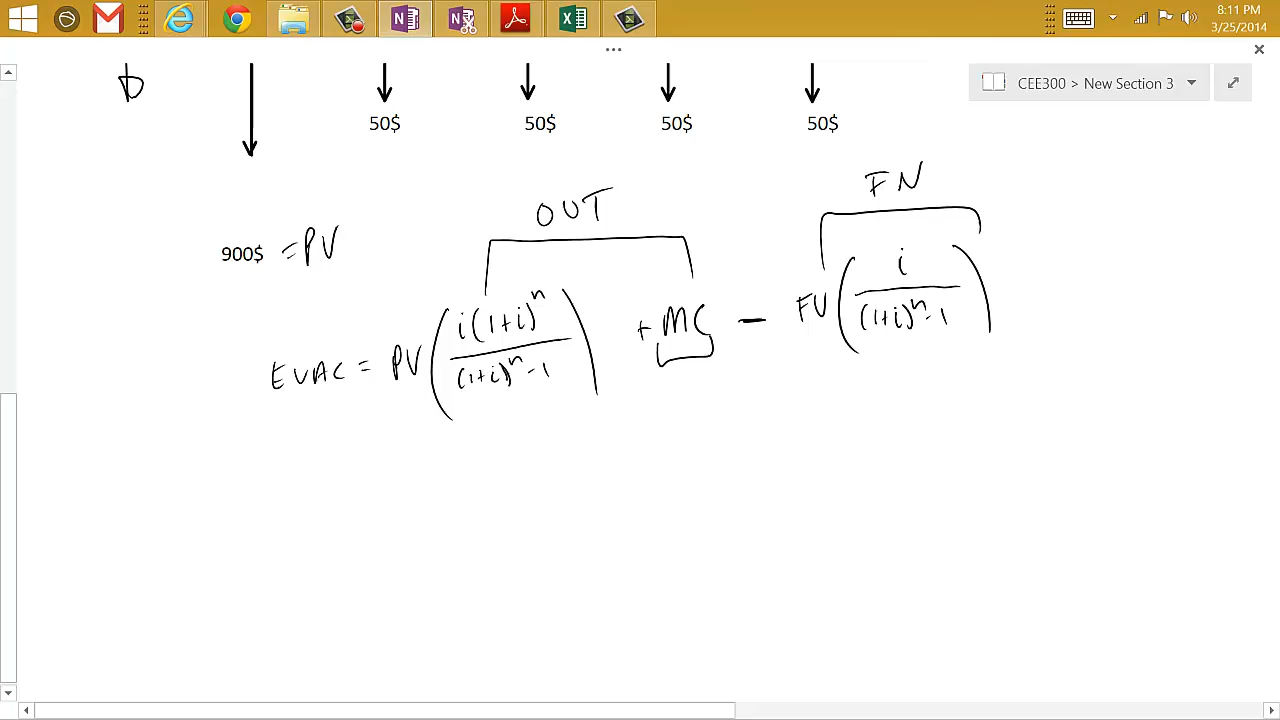 8:11 PM
3/25/2014
CEE300 > New Section 3
b
50$ 50$ 50$ 50$
FN
OUT
900$ = PV
EVAC = PV ( i(1+i)^n / (1+i)^n - 1 ) + MC - FV ( i / (1+i)^n - 1 )